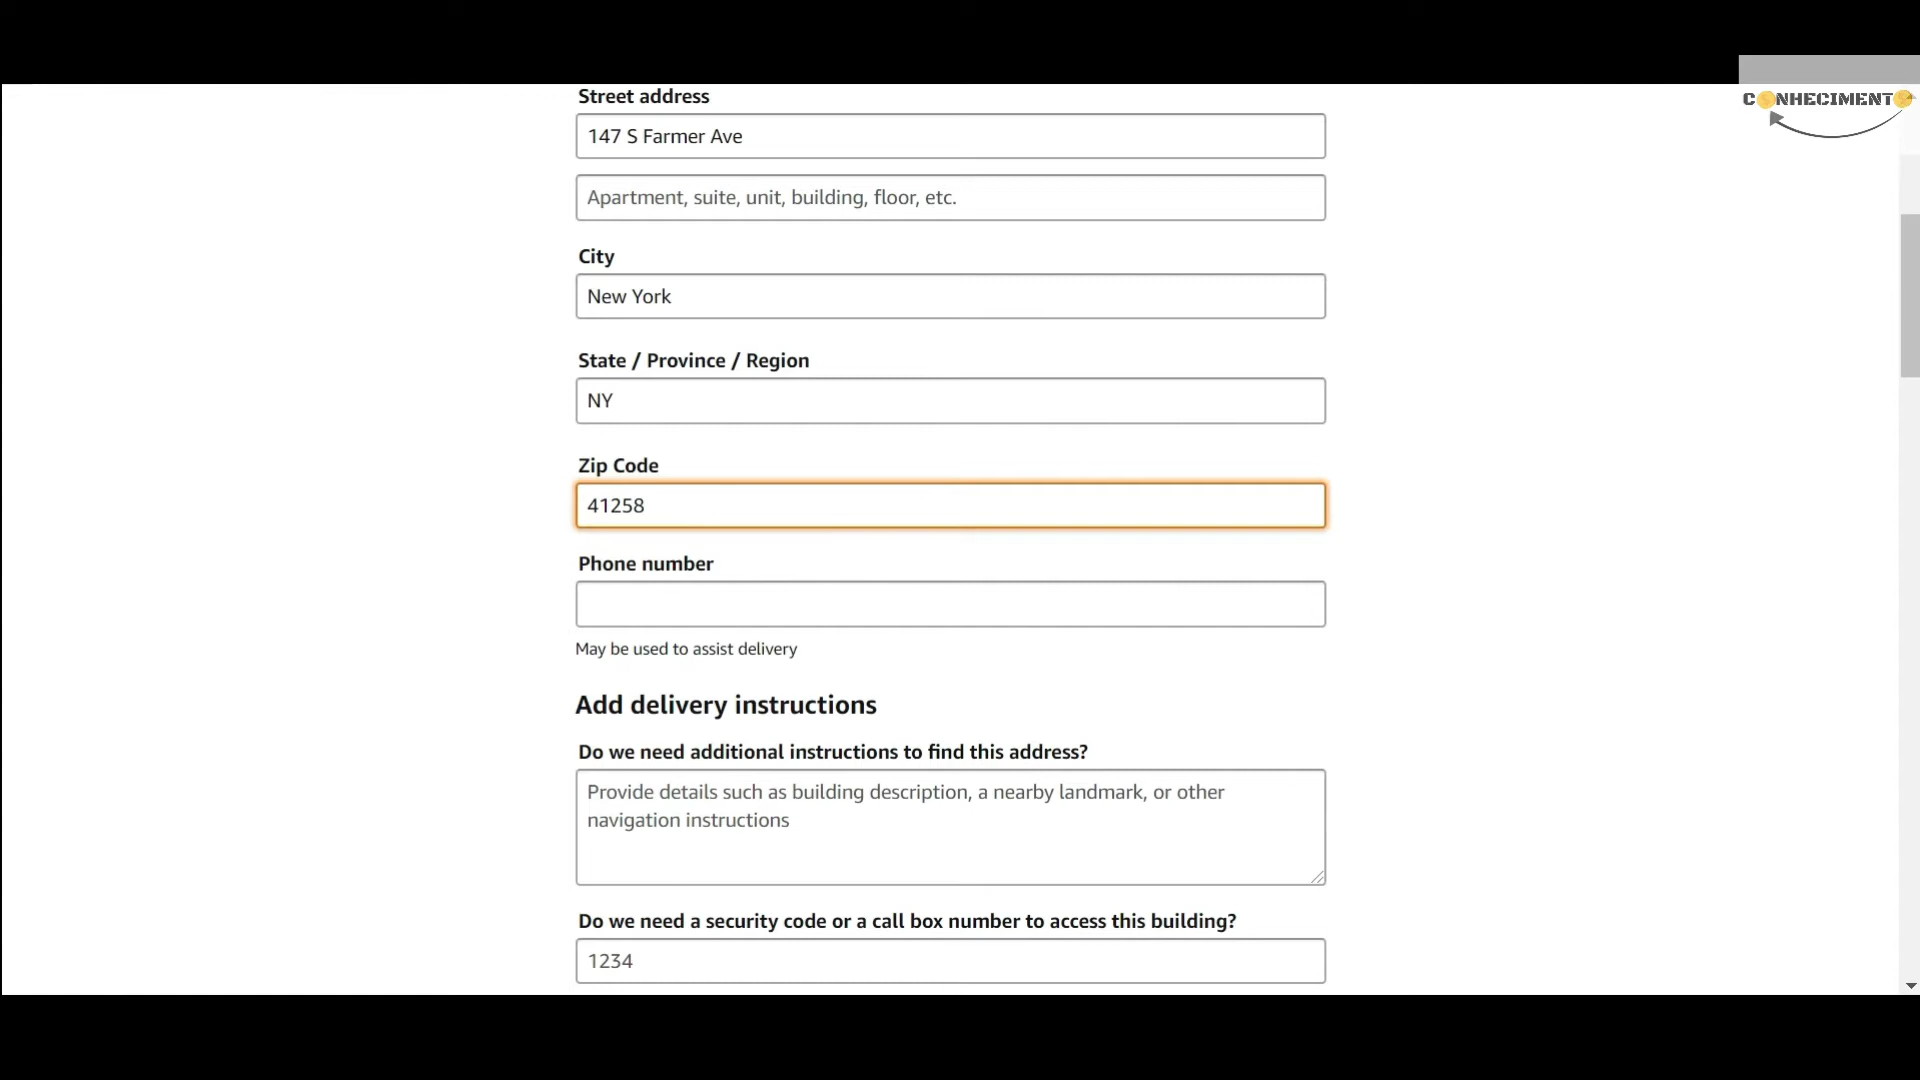 CONHECIMENTO
Street address
147 S Farmer Ave
Apartment, suite, unit, building, floor, etc.
City
New York
State / Province / Region
NY
Zip Code
41258
Phone number
May be used to assist delivery
Add delivery instructions
Do we need additional instructions to find this address?
Provide details such as building description, a nearby landmark, or other
navigation instructions
Do we need a security code or a call box number to access this building?
1234